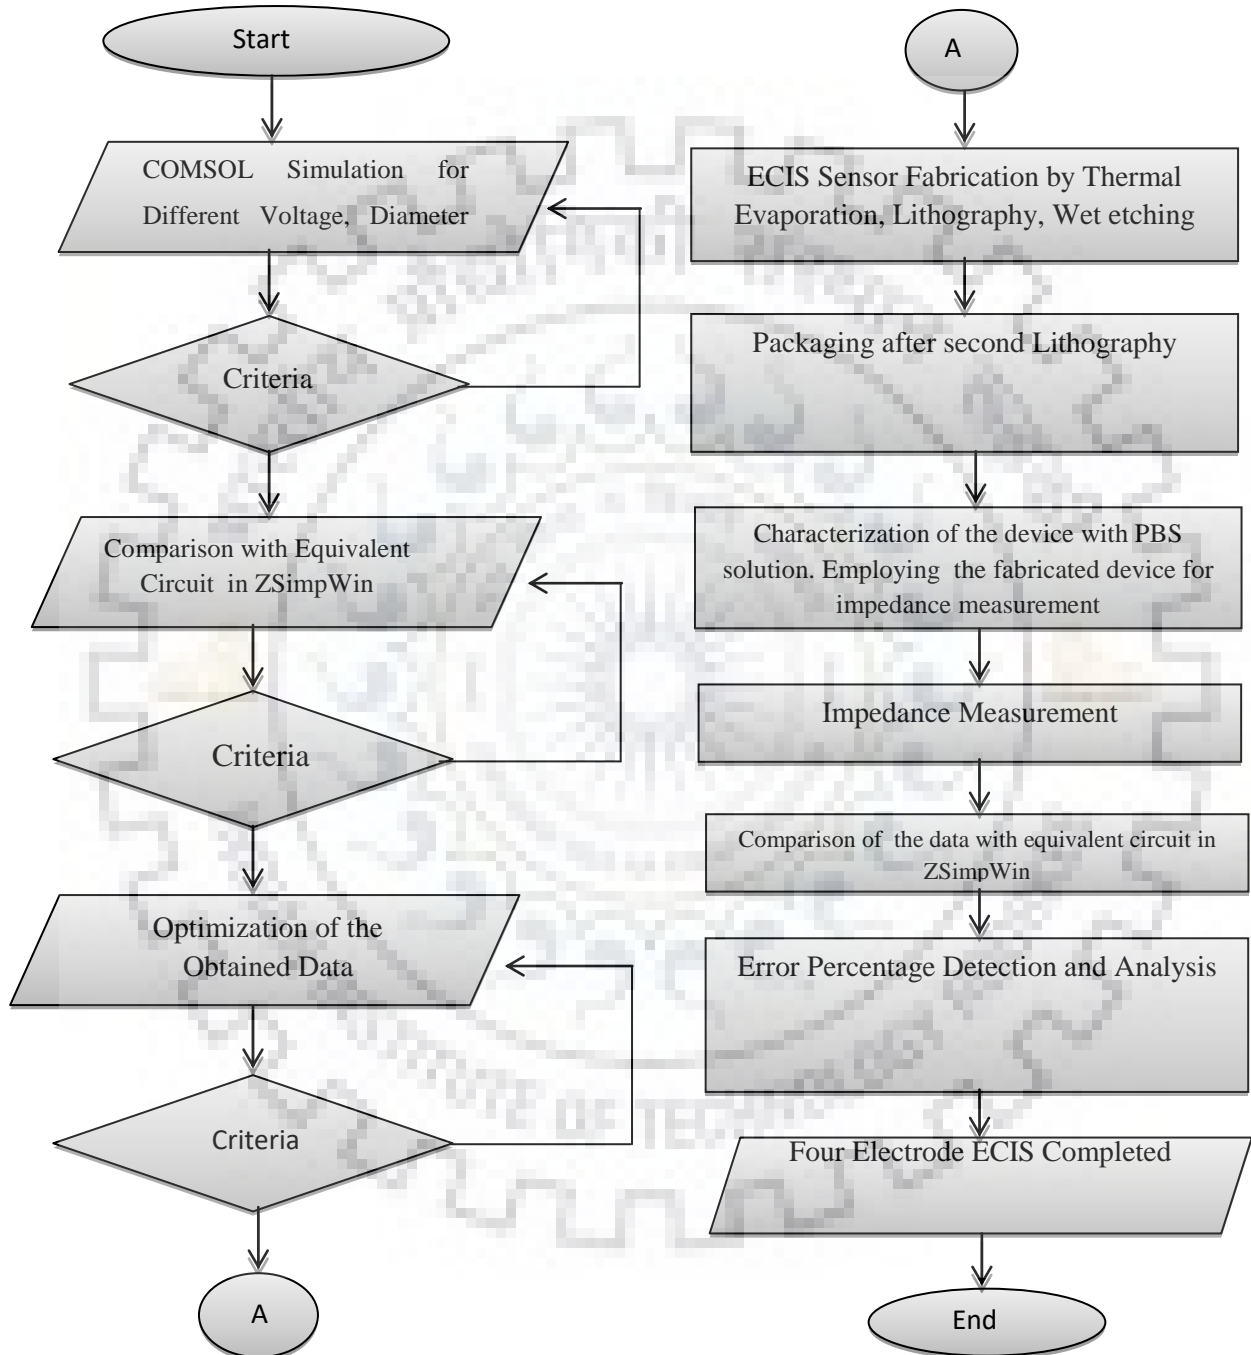 Start
COMSOL Simulation for
Different Voltage, Diameter
Criteria
Comparison with Equivalent
Circuit in ZSimpWin
Criteria
Optimization of the
Obtained Data
Criteria
A
A
ECIS Sensor Fabrication by Thermal
Evaporation, Lithography, Wet etching
Packaging after second Lithography
Characterization of the device with PBS
solution. Employing the fabricated device for
impedance measurement
Impedance Measurement
Comparison of the data with equivalent circuit in
ZSimpWin
Error Percentage Detection and Analysis
Four Electrode ECIS Completed
End
OF TECHNOLOGY